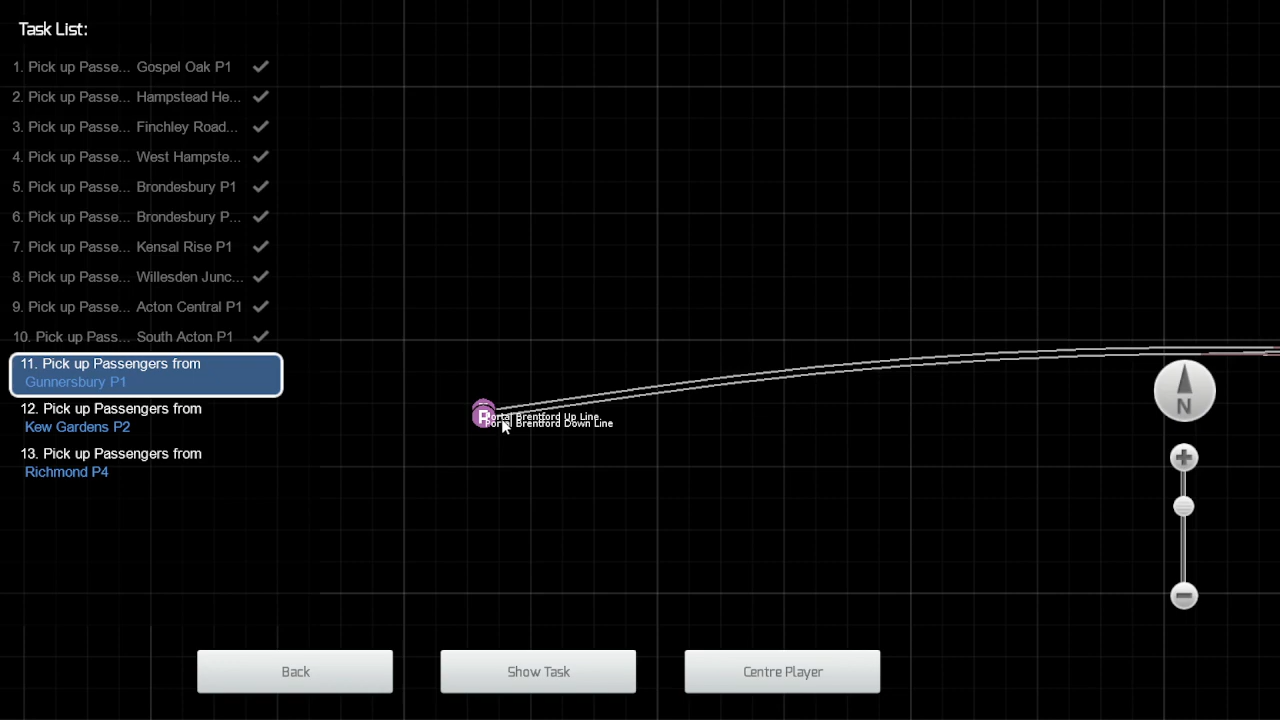 Task List:
1. Pick up Passe... Gospel Oak P1
2. Pick up Passe... Hampstead He...
3. Pick up Passe... Finchley Road...
4. Pick up Passe... West Hampste...
5. Pick up Passe... Brondesbury P1
6. Pick up Passe... Brondesbury P...
7. Pick up Passe... Kensal Rise P1
8. Pick up Passe... Willesden Junc...
9. Pick up Passe... Acton Central P1
10. Pick up Pass... South Acton P1
11. Pick up Passengers from
Gunnersbury P1
12. Pick up Passengers from
Kew Gardens P2
13. Pick up Passengers from
Richmond P4
P
Portal Brentford Up Line
Portal Brentford Down Line
N
Back
Show Task
Centre Player